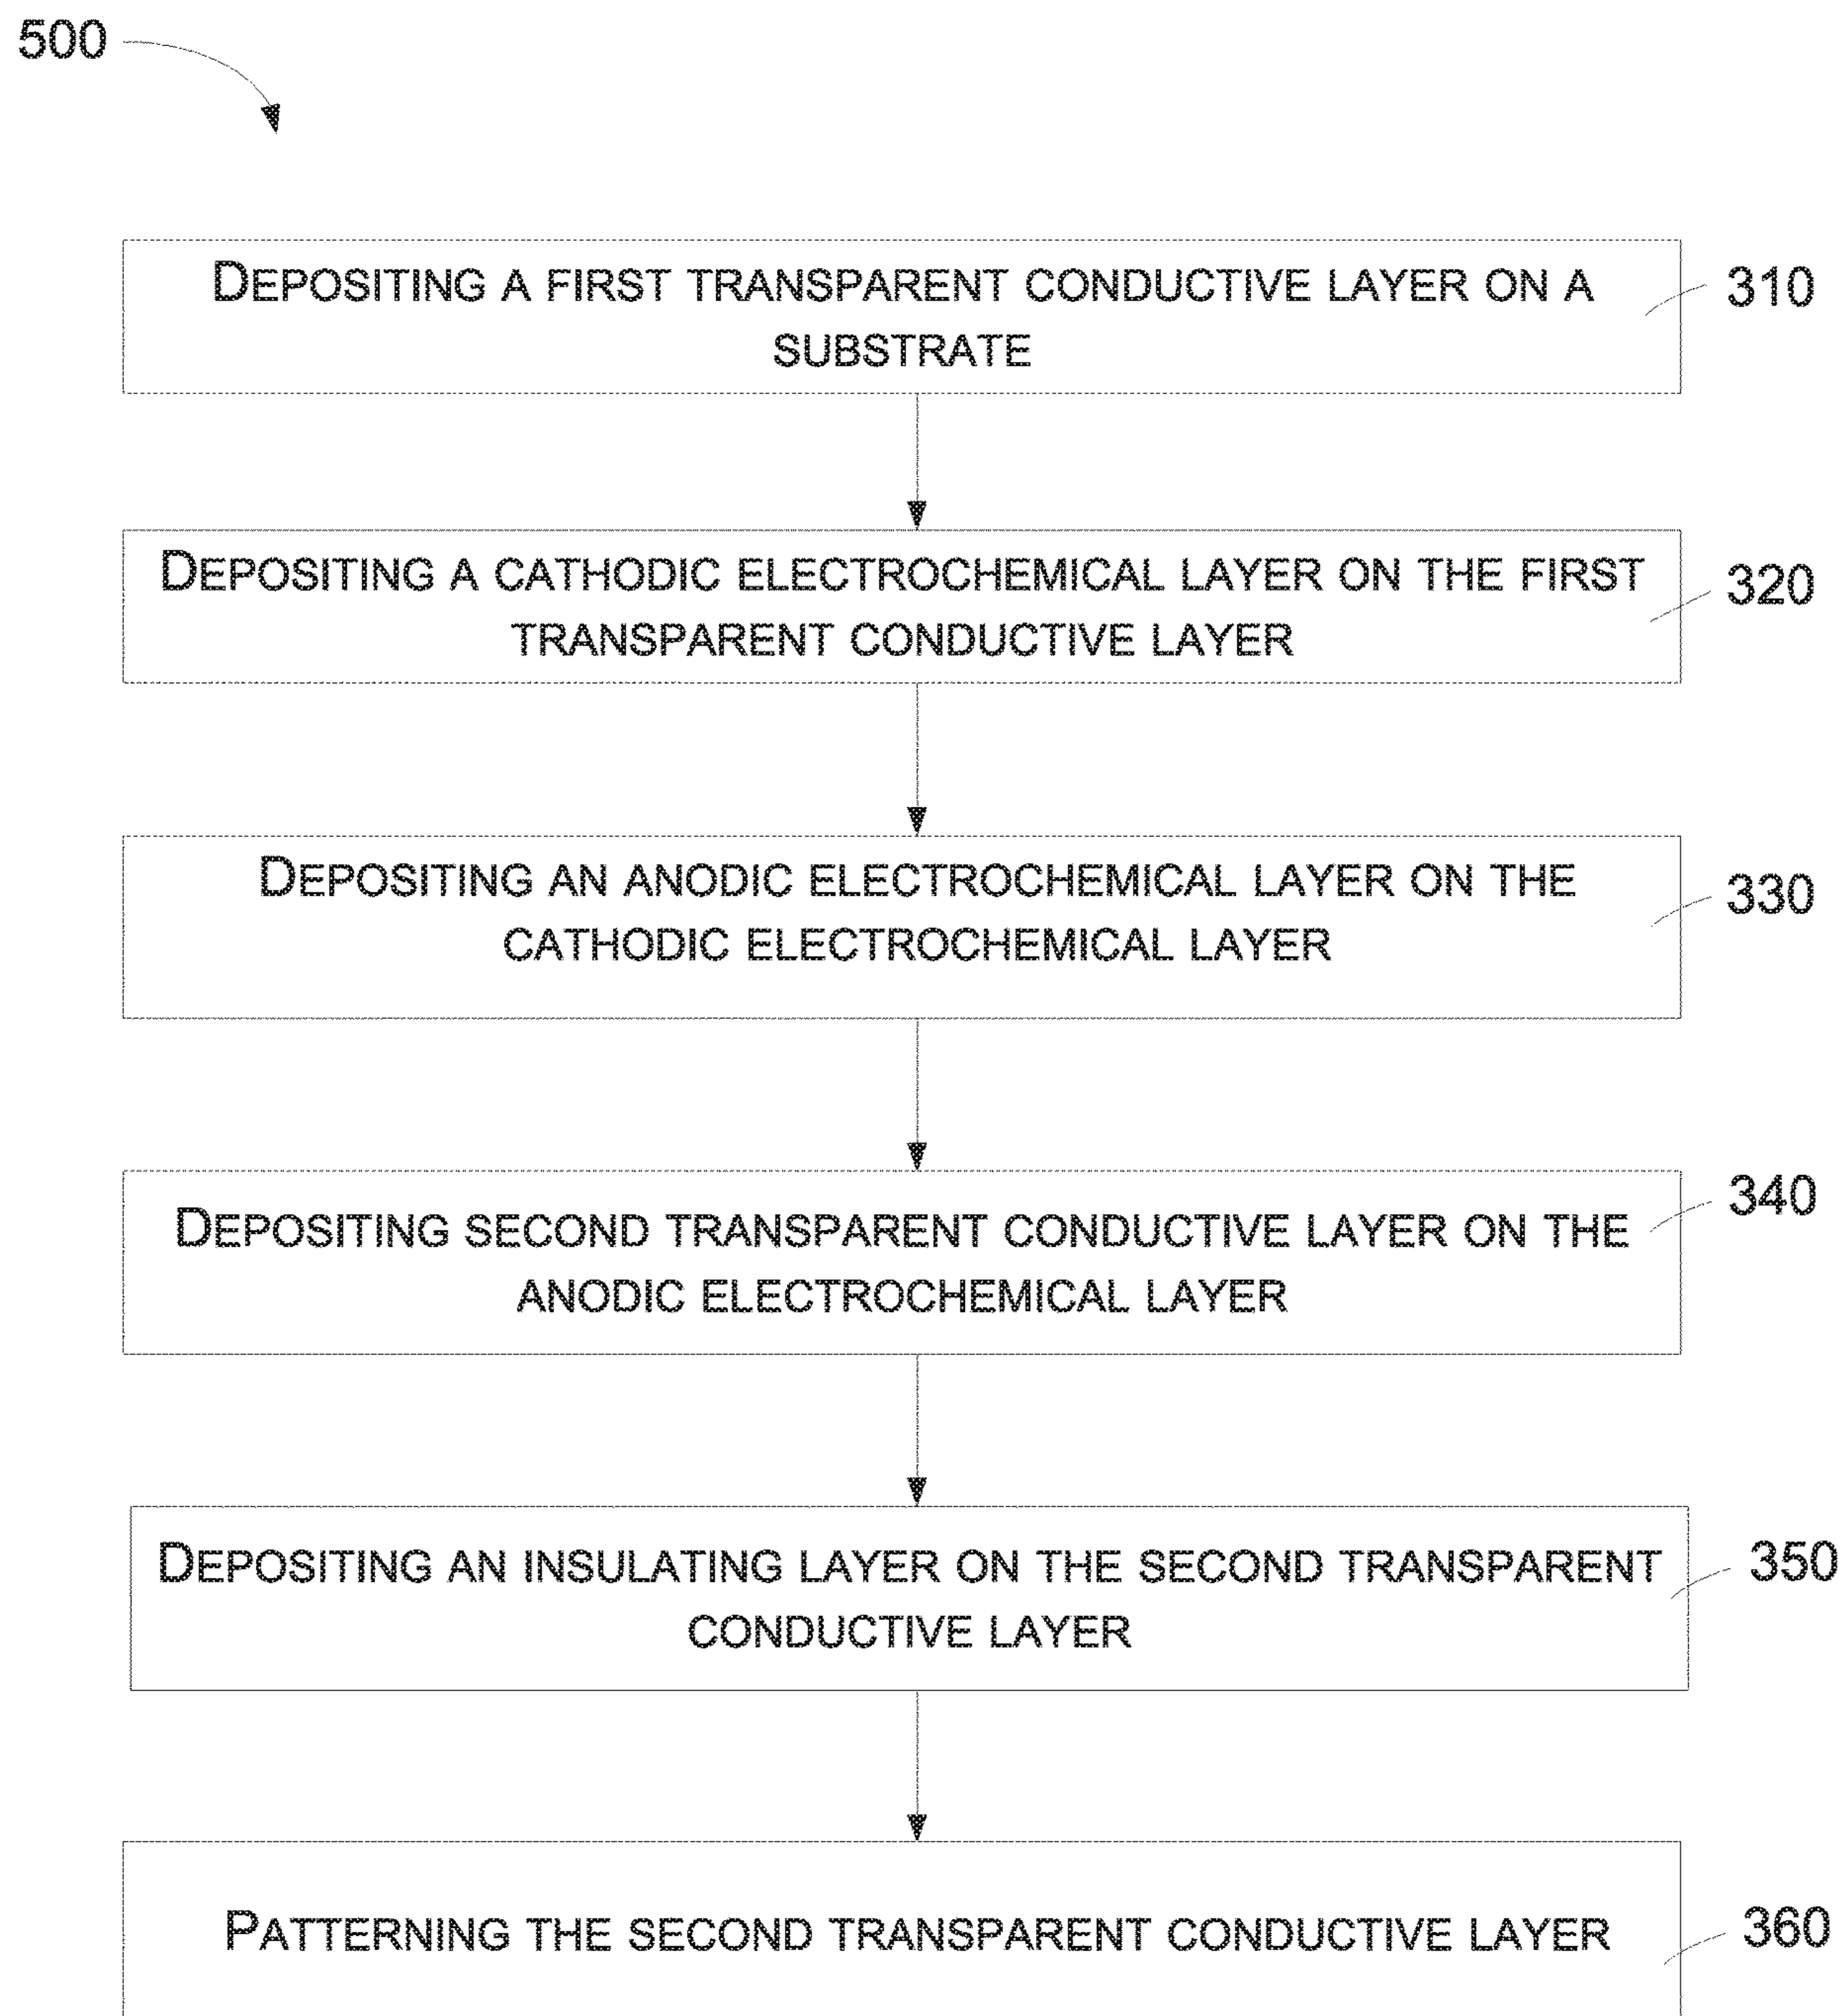 500
DEPOSITING A FIRST TRANSPARENT CONDUCTIVE LAYER ON A
SUBSTRATE
310
DEPOSITING A CATHODIC ELECTROCHEMICAL LAYER ON THE FIRST
TRANSPARENT CONDUCTIVE LAYER
320
DEPOSITING AN ANODIC ELECTROCHEMICAL LAYER ON THE
CATHODIC ELECTROCHEMICAL LAYER
330
DEPOSITING SECOND TRANSPARENT CONDUCTIVE LAYER ON THE
ANODIC ELECTROCHEMICAL LAYER
340
DEPOSITING AN INSULATING LAYER ON THE SECOND TRANSPARENT
CONDUCTIVE LAYER
350
PATTERNING THE SECOND TRANSPARENT CONDUCTIVE LAYER
360